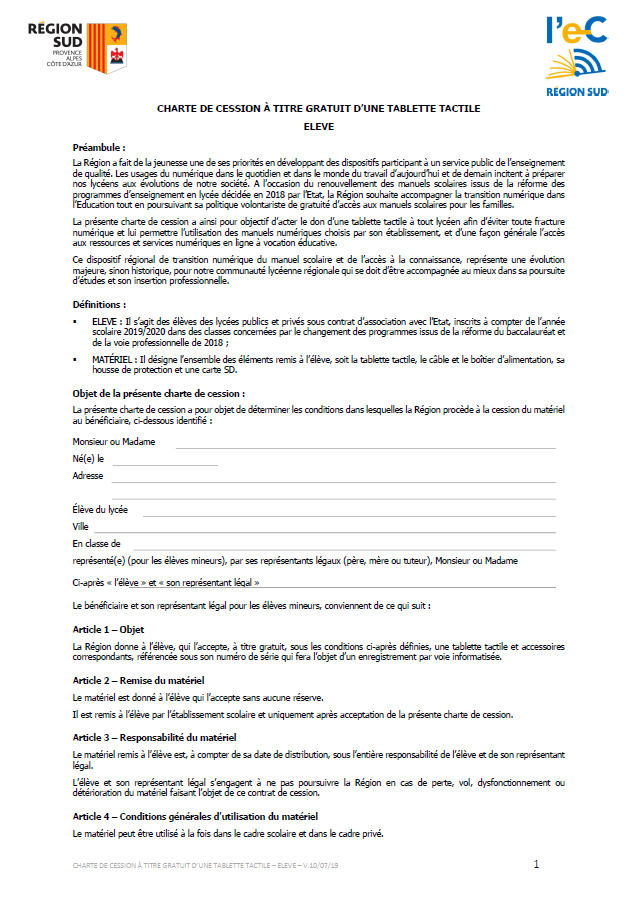 RÉGION
SUD
PROVENCE
ALPES
CÔTE D'AZUR
l'e-C
RÉGION SUD
CHARTE DE CESSION À TITRE GRATUIT D'UNE TABLETTE TACTILE
ELEVE
Préambule :
La Région a fait de la jeunesse une de ses priorités en développant des dispositifs participant à un service public de l'enseignement
de qualité. Les usages du numérique dans le quotidien et dans le monde du travail d'aujourd'hui et de demain incitent à préparer
nos lycéens aux évolutions de notre société. A l'occasion du renouvellement des manuels scolaires issus de la réforme des
programmes d'enseignement en lycée décidée en 2018 par l'Etat, la Région souhaite accompagner la transition numérique dans
l'Education tout en poursuivant sa politique volontariste de gratuité d'accès aux manuels scolaires pour les familles.
La présente charte de cession a ainsi pour objectif d'acter le don d'une tablette tactile à tout lycéen afin d'éviter toute fracture
numérique et lui permettre l'utilisation des manuels numériques choisis par son établissement, et d'une façon générale l'accès
aux ressources et services numériques en ligne à vocation éducative.
Ce dispositif régional de transition numérique du manuel scolaire et de l'accès à la connaissance, représente une évolution
majeure, sinon historique, pour notre communauté lycéenne régionale qui se doit d'être accompagnée au mieux dans sa poursuite
d'études et son insertion professionnelle.
Définitions :
▪ ELEVE : Il s'agit des élèves des lycées publics et privés sous contrat d'association avec l'Etat, inscrits à compter de l'année
scolaire 2019/2020 dans des classes concernées par le changement des programmes issus de la réforme du baccalauréat et
de la voie professionnelle de 2018 ;
▪ MATÉRIEL : Il désigne l'ensemble des éléments remis à l'élève, soit la tablette tactile, le câble et le boîtier d'alimentation, sa
housse de protection et une carte SD.
Objet de la présente charte de cession :
La présente charte de cession a pour objet de déterminer les conditions dans lesquelles la Région procède à la cession du matériel
au bénéficiaire, ci-dessous identifié :
Monsieur ou Madame
Né(e) le
Adresse
Élève du lycée
Ville
En classe de
représenté(e) (pour les élèves mineurs), par ses représentants légaux (père, mère ou tuteur), Monsieur ou Madame
Ci-après « l'élève » et « son représentant légal »
Le bénéficiaire et son représentant légal pour les élèves mineurs, conviennent de ce qui suit :
Article 1 – Objet
La Région donne à l'élève, qui l'accepte, à titre gratuit, sous les conditions ci-après définies, une tablette tactile et accessoires
correspondants, référencée sous son numéro de série qui fera l'objet d'un enregistrement par voie informatisée.
Article 2 – Remise du matériel
Le matériel est donné à l'élève qui l'accepte sans aucune réserve.
Il est remis à l'élève par l'établissement scolaire et uniquement après acceptation de la présente charte de cession.
Article 3 – Responsabilité du matériel
Le matériel remis à l'élève est, à compter de sa date de distribution, sous l'entière responsabilité de l'élève et de son représentant
légal.
L'élève et son représentant légal s'engagent à ne pas poursuivre la Région en cas de perte, vol, dysfonctionnement ou
détérioration du matériel faisant l'objet de ce contrat de cession.
Article 4 – Conditions générales d'utilisation du matériel
Le matériel peut être utilisé à la fois dans le cadre scolaire et dans le cadre privé.
CHARTE DE CESSION À TITRE GRATUIT D'UNE TABLETTE TACTILE – ELEVE – V.10/07/19 1